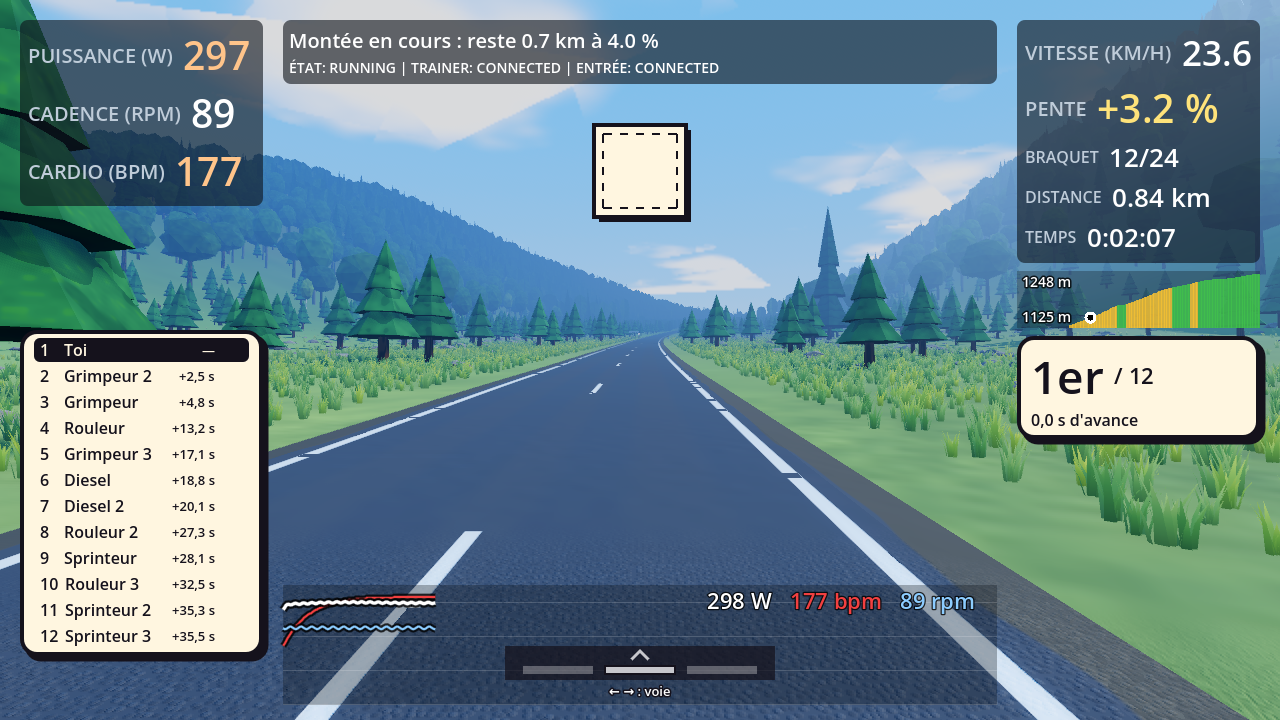 PUISSANCE (W) 297
CADENCE (RPM) 89
CARDIO (BPM) 177
Montée en cours : reste 0.7 km à 4.0 %
ÉTAT: RUNNING | TRAINER: CONNECTED | ENTRÉE: CONNECTED
VITESSE (KM/H) 23.6
PENTE +3.2 %
BRAQUET 12/24
DISTANCE 0.84 km
TEMPS 0:02:07
1248 m
1125 m
1er / 12
0,0 s d'avance
1 Toi —
2 Grimpeur 2 +2,5 s
3 Grimpeur +4,8 s
4 Rouleur +13,2 s
5 Grimpeur 3 +17,1 s
6 Diesel +18,8 s
7 Diesel 2 +20,1 s
8 Rouleur 2 +27,3 s
9 Sprinteur +28,1 s
10 Rouleur 3 +32,5 s
11 Sprinteur 2 +35,3 s
12 Sprinteur 3 +35,5 s
298 W 177 bpm 89 rpm
← → : voie